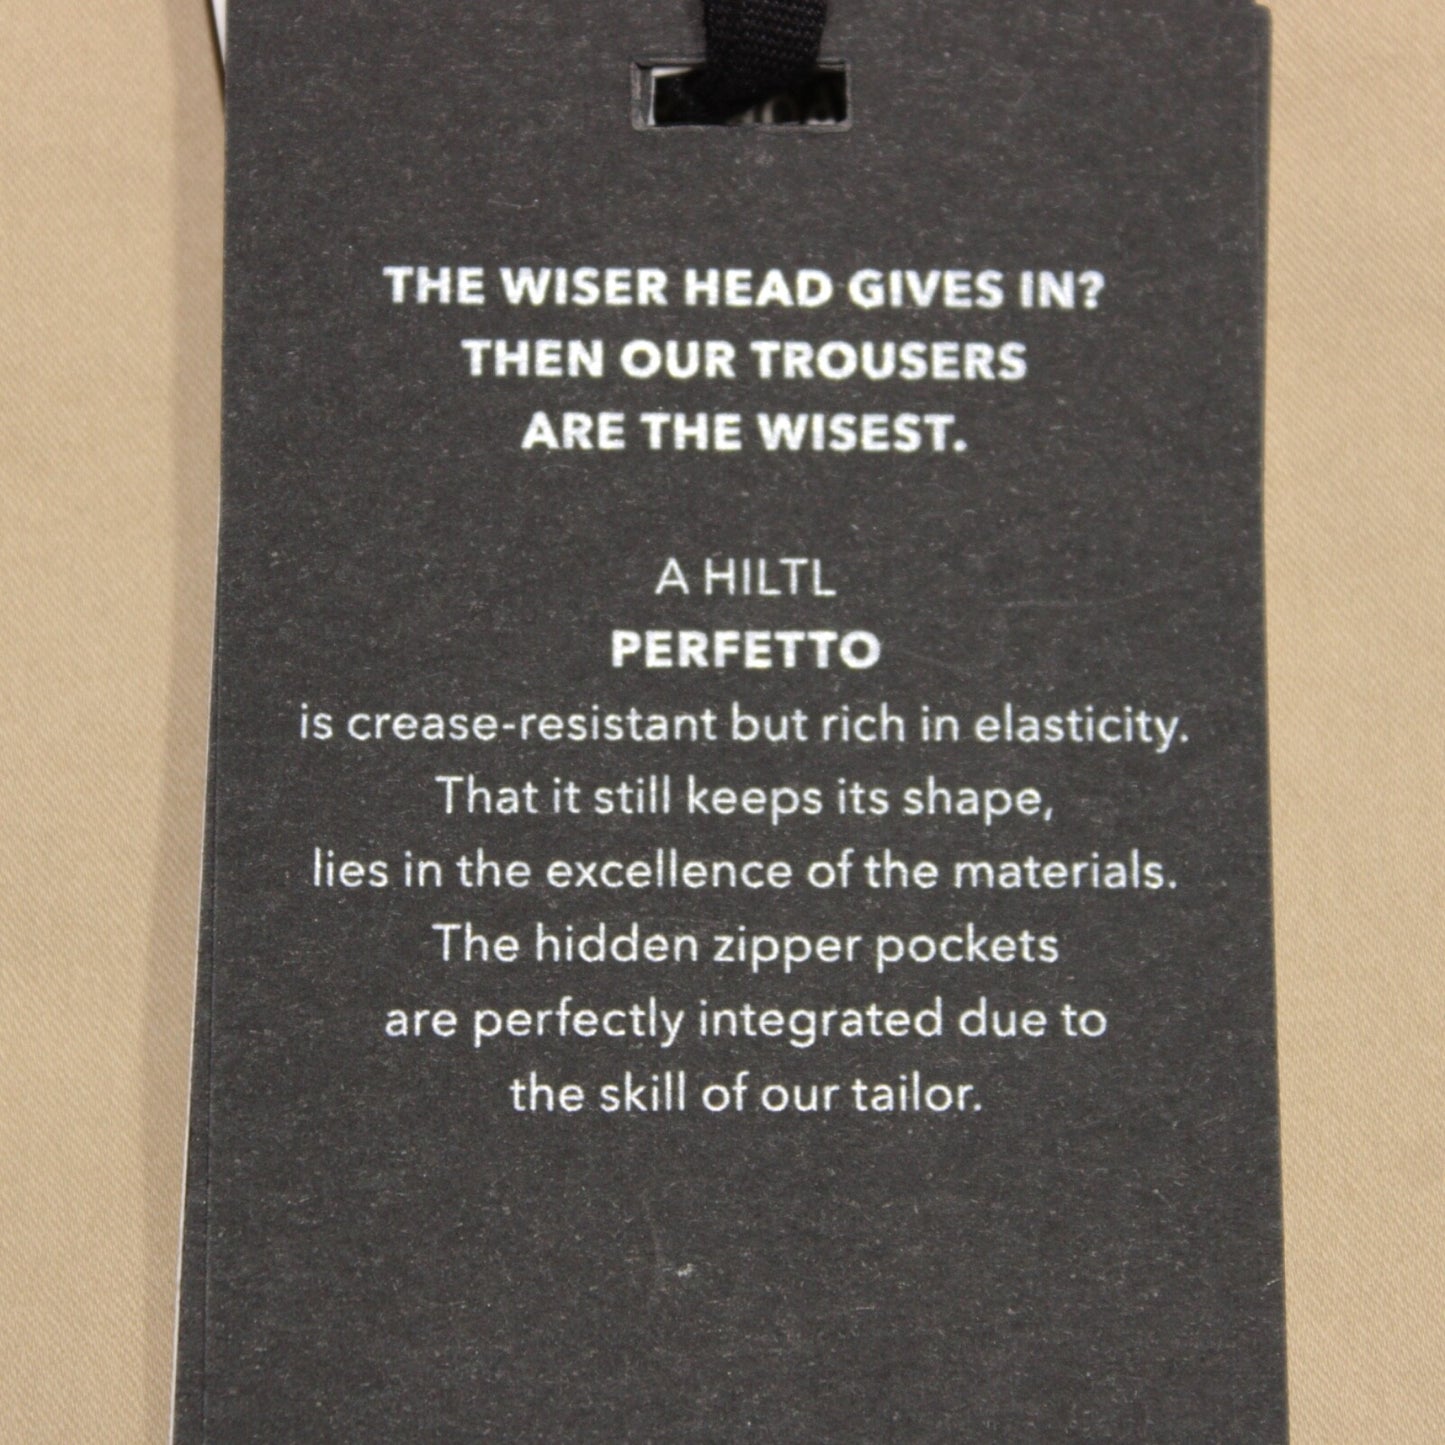 THE WISER HEAD GIVES IN?
THEN OUR TROUSERS
ARE THE WISEST.
A HILTL
PERFETTO
is crease-resistant but rich in elasticity.
That it still keeps its shape,
lies in the excellence of the materials.
The hidden zipper pockets
are perfectly integrated due to
the skill of our tailor.